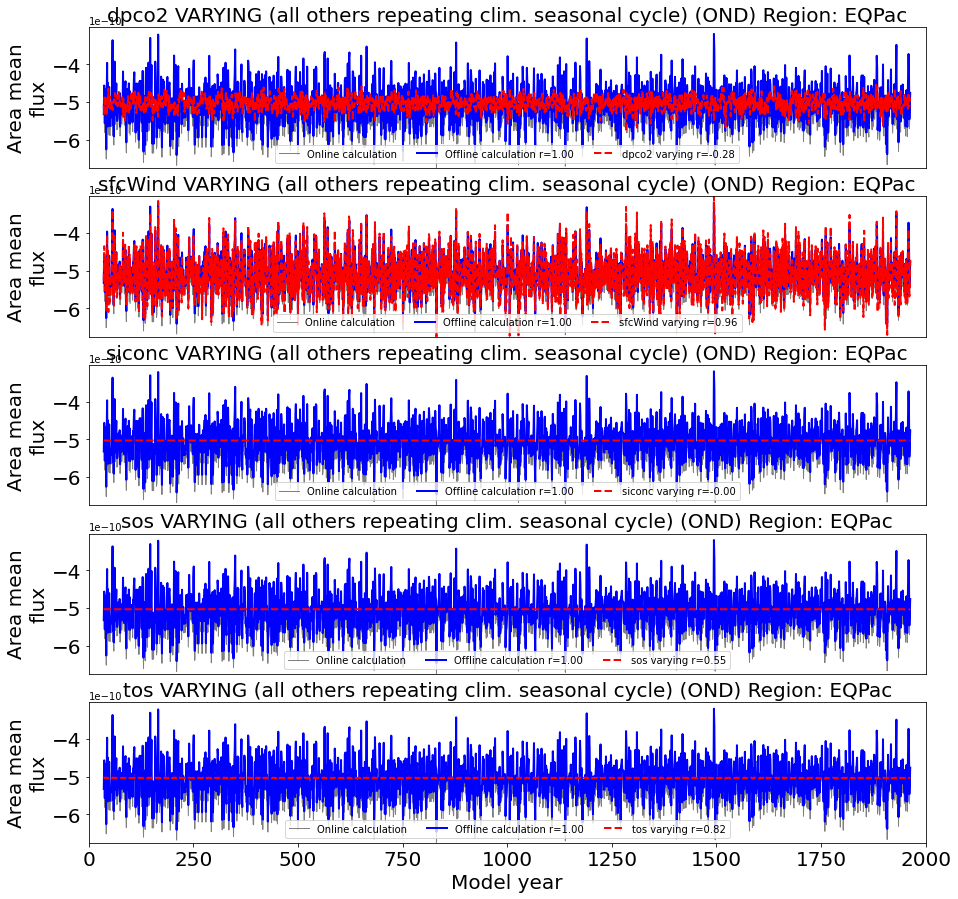 dpco2 VARYING (all others repeating clim. seasonal cycle) (OND) Region: EQPac
1e−10
Area mean
flux
−4
−5
−6
Online calculation
Offline calculation r=1.00
dpco2 varying r=-0.28
sfcWind VARYING (all others repeating clim. seasonal cycle) (OND) Region: EQPac
1e−10
Area mean
flux
−4
−5
−6
Online calculation
Offline calculation r=1.00
sfcWind varying r=0.96
siconc VARYING (all others repeating clim. seasonal cycle) (OND) Region: EQPac
1e−10
Area mean
flux
−4
−5
−6
Online calculation
Offline calculation r=1.00
siconc varying r=-0.00
sos VARYING (all others repeating clim. seasonal cycle) (OND) Region: EQPac
1e−10
Area mean
flux
−4
−5
−6
Online calculation
Offline calculation r=1.00
sos varying r=0.55
tos VARYING (all others repeating clim. seasonal cycle) (OND) Region: EQPac
1e−10
Area mean
flux
−4
−5
−6
Online calculation
Offline calculation r=1.00
tos varying r=0.82
0 250 500 750 1000 1250 1500 1750 2000
Model year